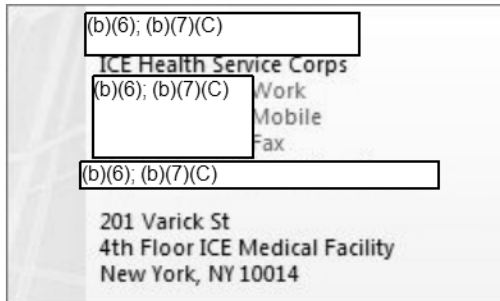 (b)(6); (b)(7)(C)
ICE Health Service Corps
(b)(6); (b)(7)(C) Work
Mobile
Fax
(b)(6); (b)(7)(C)
201 Varick St
4th Floor ICE Medical Facility
New York, NY 10014